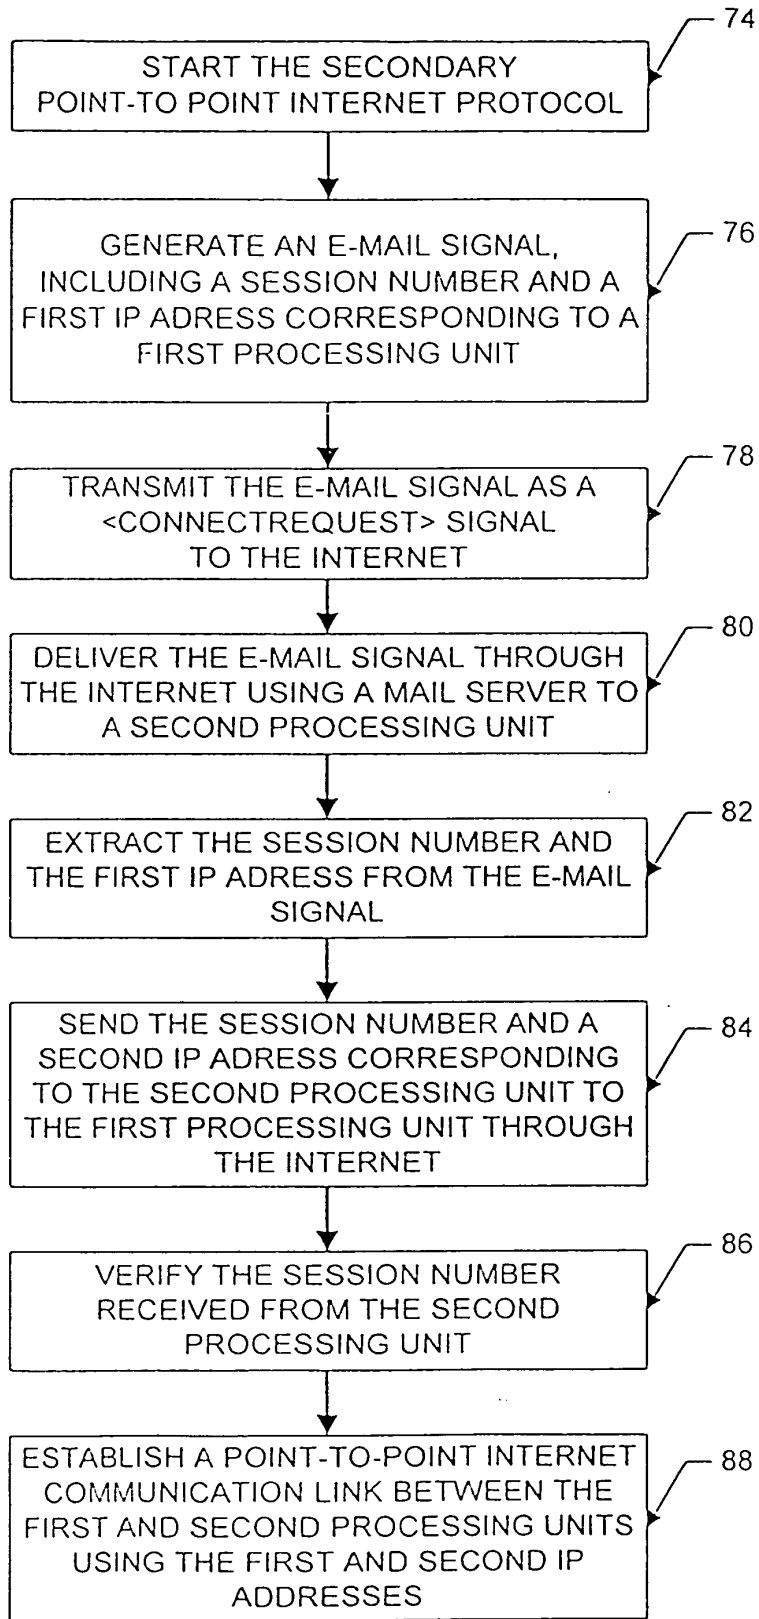 74
START THE SECONDARY
POINT-TO POINT INTERNET PROTOCOL
76
GENERATE AN E-MAIL SIGNAL,
INCLUDING A SESSION NUMBER AND A
FIRST IP ADRESS CORRESPONDING TO A
FIRST PROCESSING UNIT
78
TRANSMIT THE E-MAIL SIGNAL AS A
<CONNECTREQUEST> SIGNAL
TO THE INTERNET
80
DELIVER THE E-MAIL SIGNAL THROUGH
THE INTERNET USING A MAIL SERVER TO
A SECOND PROCESSING UNIT
82
EXTRACT THE SESSION NUMBER AND
THE FIRST IP ADRESS FROM THE E-MAIL
SIGNAL
84
SEND THE SESSION NUMBER AND A
SECOND IP ADRESS CORRESPONDING
TO THE SECOND PROCESSING UNIT TO
THE FIRST PROCESSING UNIT THROUGH
THE INTERNET
86
VERIFY THE SESSION NUMBER
RECEIVED FROM THE SECOND
PROCESSING UNIT
88
ESTABLISH A POINT-TO-POINT INTERNET
COMMUNICATION LINK BETWEEN THE
FIRST AND SECOND PROCESSING UNITS
USING THE FIRST AND SECOND IP
ADDRESSES